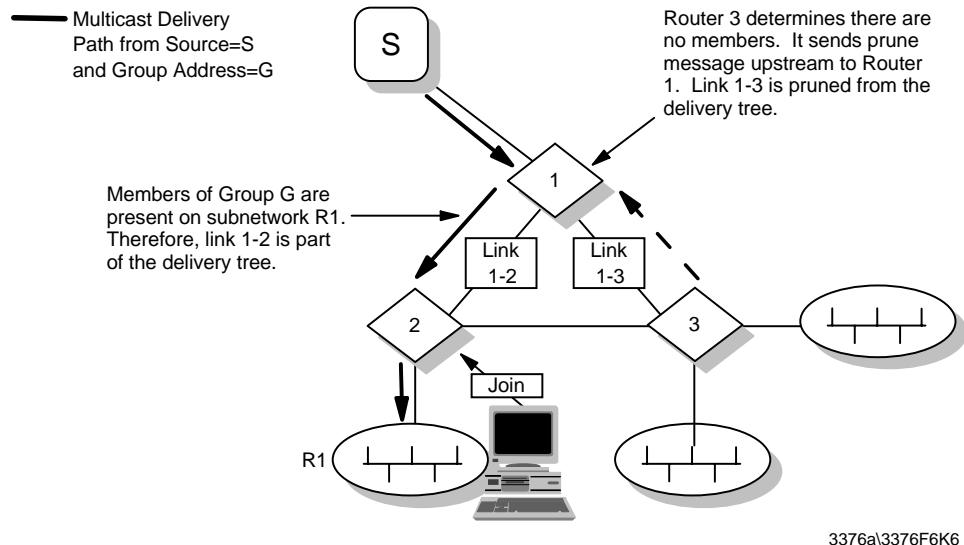 Multicast Delivery
Path from Source=S
and Group Address=G
S
Router 3 determines there are
no members. It sends prune
message upstream to Router
1. Link 1-3 is pruned from the
delivery tree.
1
Members of Group G are
present on subnetwork R1.
Therefore, link 1-2 is part
of the delivery tree.
Link
1-2
Link
1-3
2
3
Join
R1
3376a\3376F6K6